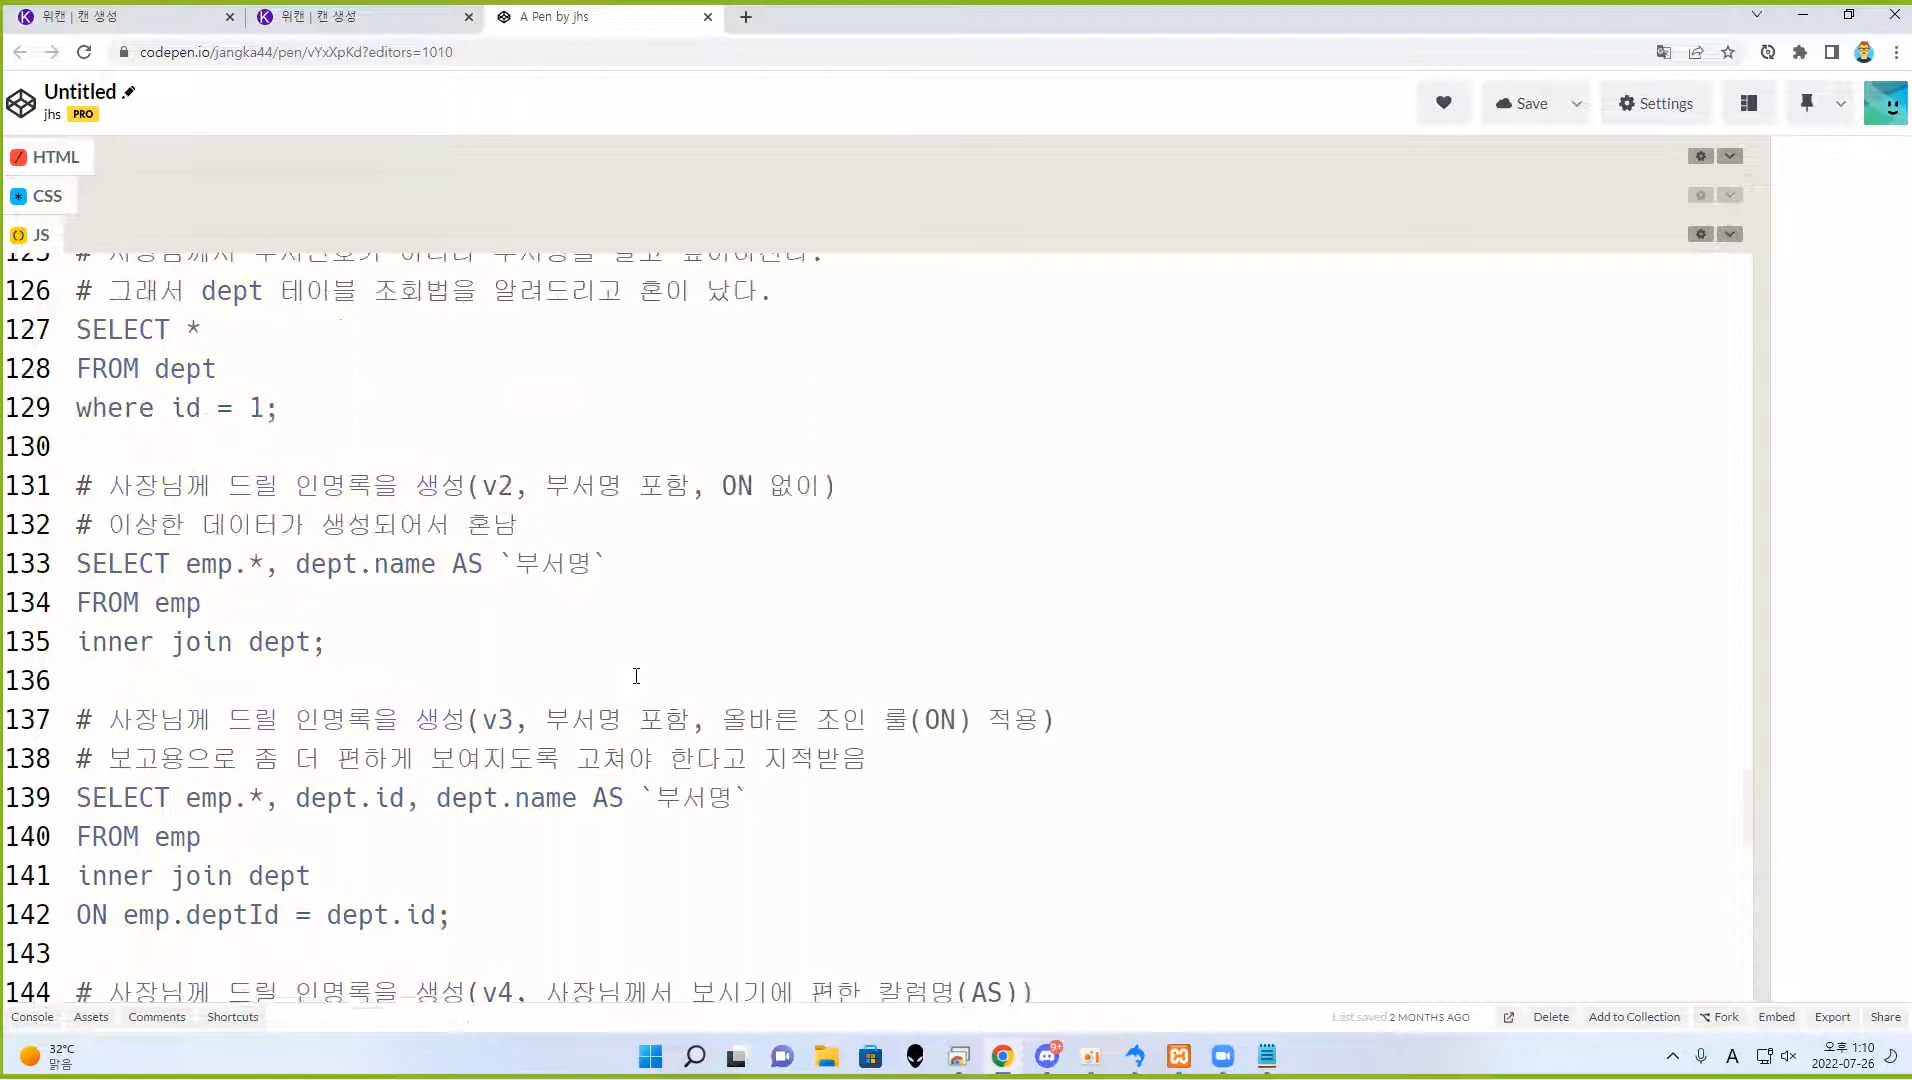 위캔 | 캔 생성
위캔 | 캔 생성
A Pen by jhs
codepen.io/jangka44/pen/vYxXpKd?editors=1010
Untitled
jhs PRO
Save
Settings
HTML
CSS
JS
126 # 그래서 dept 테이블 조회법을 알려드리고 혼이 났다.
127 SELECT *
128 FROM dept
129 where id = 1;
130
131 # 사장님께 드릴 인명록을 생성(v2, 부서명 포함, ON 없이)
132 # 이상한 데이터가 생성되어서 혼남
133 SELECT emp.*, dept.name AS `부서명`
134 FROM emp
135 inner join dept;
136
137 # 사장님께 드릴 인명록을 생성(v3, 부서명 포함, 올바른 조인 룰(ON) 적용)
138 # 보고용으로 좀 더 편하게 보여지도록 고쳐야 한다고 지적받음
139 SELECT emp.*, dept.id, dept.name AS `부서명`
140 FROM emp
141 inner join dept
142 ON emp.deptId = dept.id;
143
144 # 사장님께 드릴 인명록을 생성(v4, 사장님께서 보시기에 편한 칼럼명(AS))
Console Assets Comments Shortcuts
Last saved 2 MONTHS AGO
Delete Add to Collection Fork Embed Export Share
32°C
맑음
9+
A
오후 1:10
2022-07-26